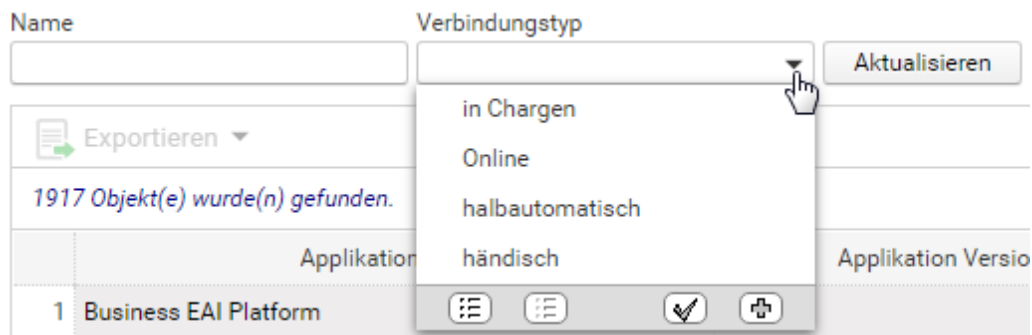 Name Verbindungstyp
Aktualisieren
in Chargen
Exportieren
Online
1917 Objekt(e) wurde(n) gefunden.
halbautomatisch
händisch
Applikation Applikation Versio
1 Business EAI Platform